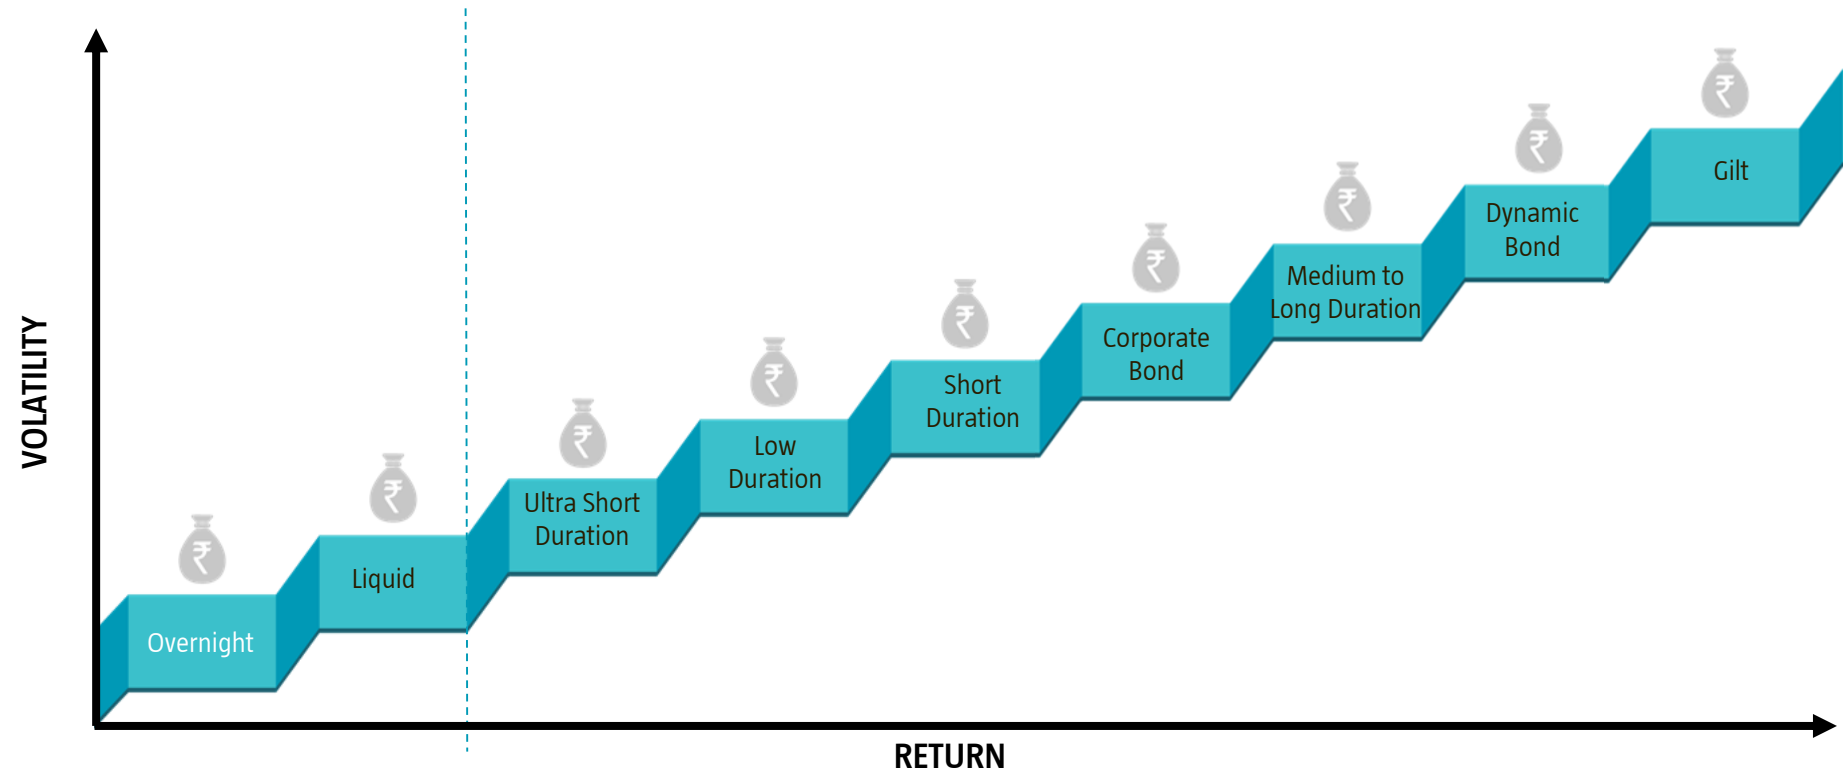 VOLATILITY
₹
Overnight
₹
Liquid
₹
Ultra Short
Duration
₹
Low
Duration
₹
Short
Duration
₹
Corporate
Bond
₹
Medium to
Long Duration
₹
Dynamic
Bond
₹
Gilt
RETURN